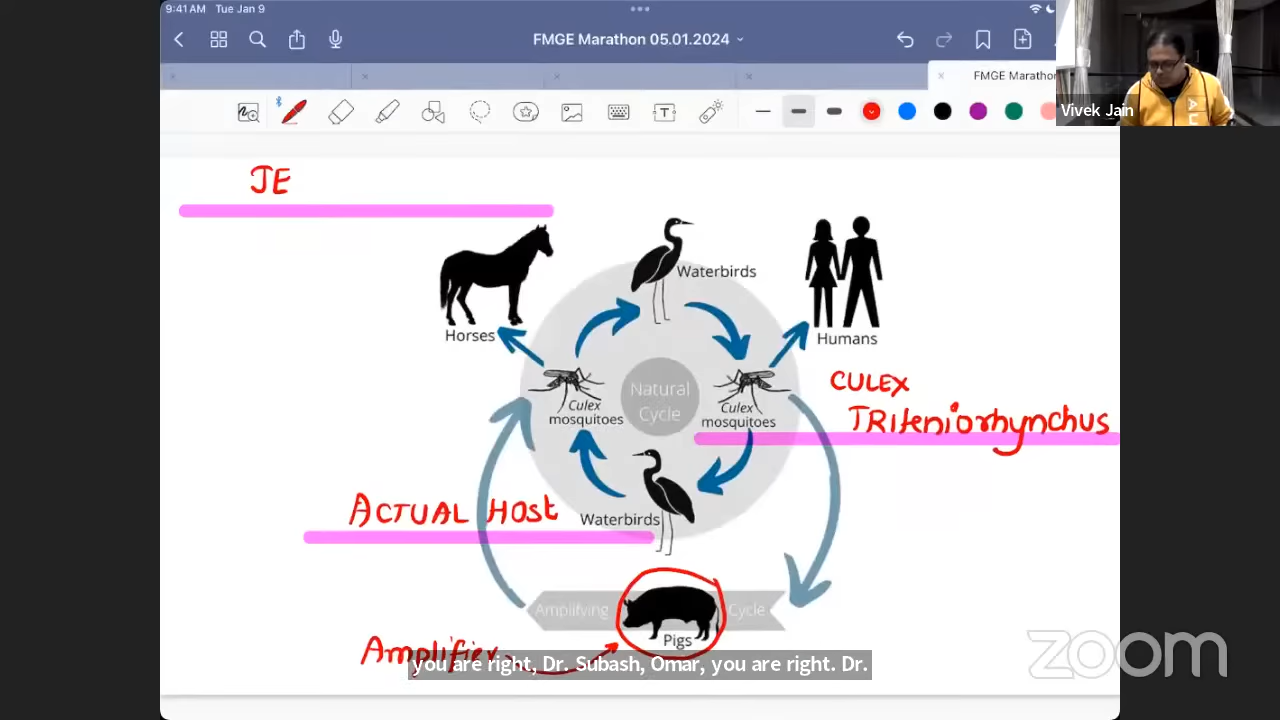 9:41 AM Tue Jan 9
FMGE Marathon 05.01.2024
FMGE Maratho
Vivek Jain
T
JE
Waterbirds
Horses
Humans
Natural
Cycle
Culex
mosquitoes
Culex
mosquitoes
CULEX
TRiteniorhynchus
ACTUAL HOST
Waterbirds
Amplifying
Cycle
Pigs
Amplifier
you are right, Dr. Subash, Omar, you are right. Dr.
zoom